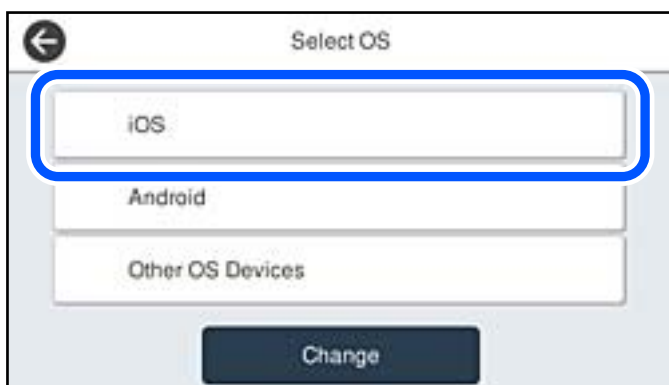 Select OS
iOS
Android
Other OS Devices
Change